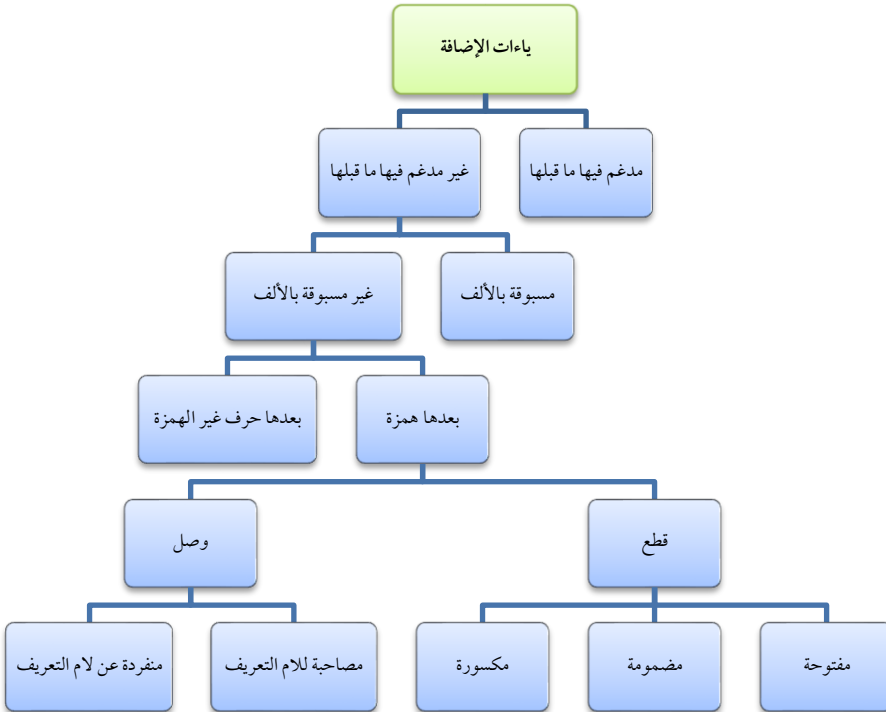 ياءات الإضافة
مدغم فيها ما قبلها
غير مدغم فيها ما قبلها
مسبوقة بالألف
غير مسبوقة بالألف
بعدها همزة
بعدها حرف غير الهمزة
قطع
وصل
مفتوحة
مضمومة
مكسورة
مصاحبة للام التعريف
منفردة عن لام التعريف